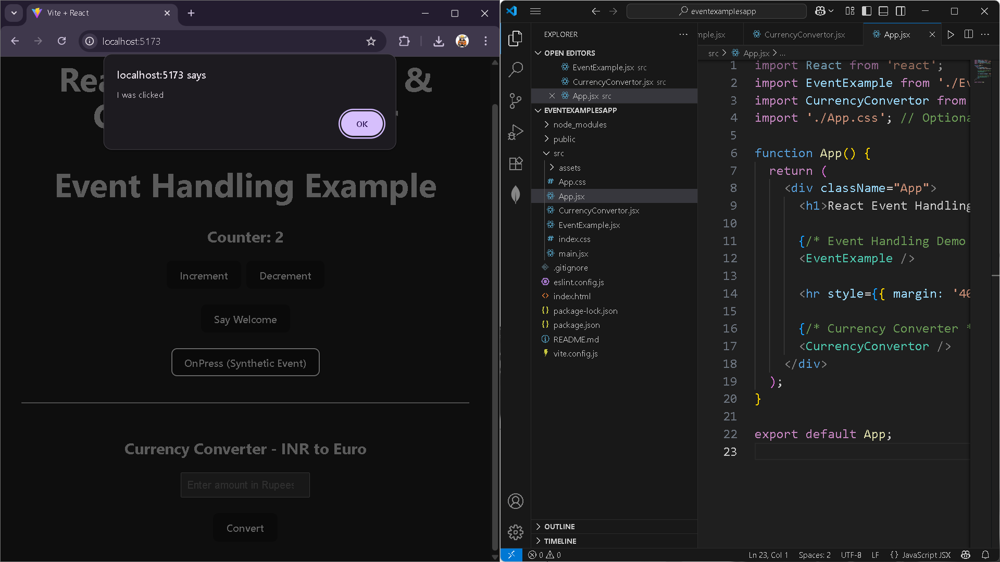 Vite + React
localhost:5173
localhost:5173 says
I was clicked
OK
&
Event Handling Example
Counter: 2
Increment
Decrement
Say Welcome
OnPress (Synthetic Event)
Currency Converter - INR to Euro
Enter amount in Rupees
Convert
eventexamplesapp
EXPLORER
OPEN EDITORS
EventExample.jsx src
CurrencyConvertor.jsx src
App.jsx src
EVENTEXAMPLESAPP
node_modules
public
src
assets
App.css
App.jsx
CurrencyConvertor.jsx
EventExample.jsx
index.css
main.jsx
.gitignore
eslint.config.js
index.html
package-lock.json
package.json
README.md
vite.config.js
OUTLINE
TIMELINE
mple.jsx
CurrencyConvertor.jsx
App.jsx
src > App.jsx > ...
1 import React from 'react';
2 import EventExample from './Ev
3 import CurrencyConvertor from
4 import './App.css'; // Optiona
5
6 function App() {
7 return (
8 <div className="App">
9 <h1>React Event Handling
10
11 {/* Event Handling Demo
12 <EventExample />
13
14 <hr style={{ margin: '40
15
16 {/* Currency Converter *
17 <CurrencyConvertor />
18 </div>
19 );
20 }
21
22 export default App;
23
0 0
Ln 23, Col 1
Spaces: 2
UTF-8
LF
{} JavaScript JSX